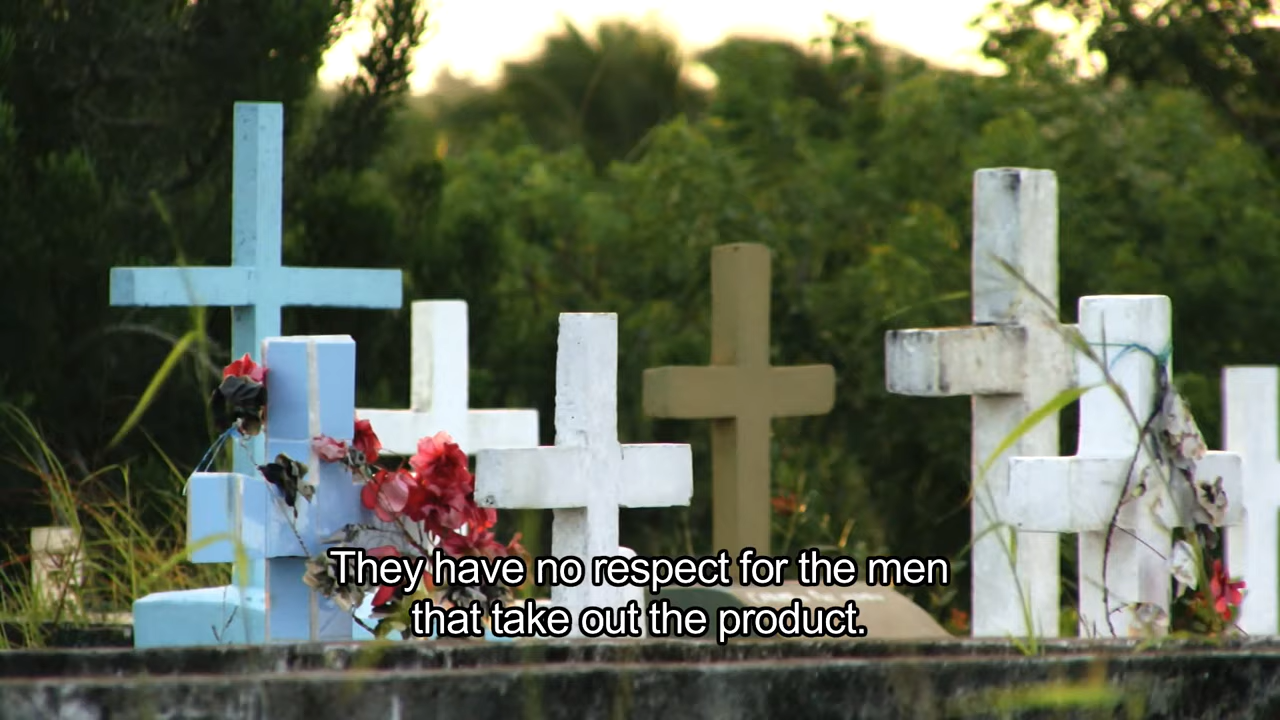 They have no respect for the men
that take out the product.